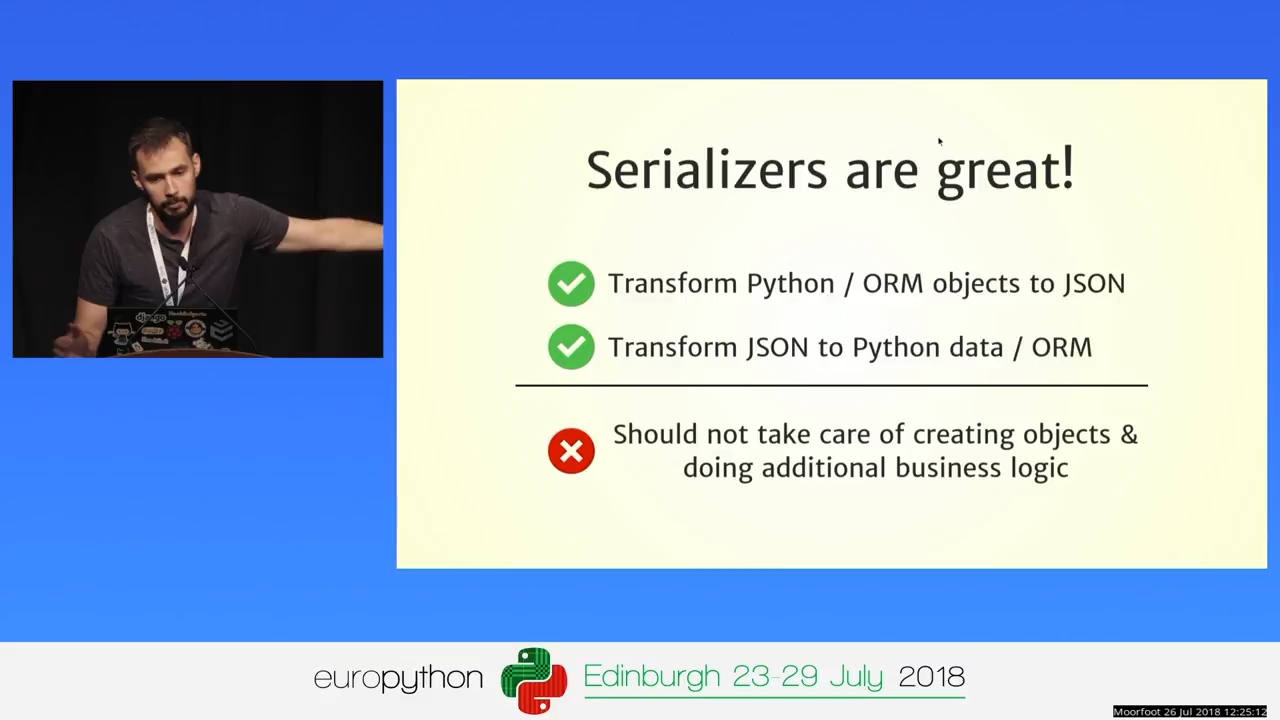 Serializers are great!
Transform Python / ORM objects to JSON
Transform JSON to Python data / ORM
Should not take care of creating objects &
doing additional business logic
django
europython
Edinburgh 23-29 July 2018
Moorfoot 26 Jul 2018 12:25:12